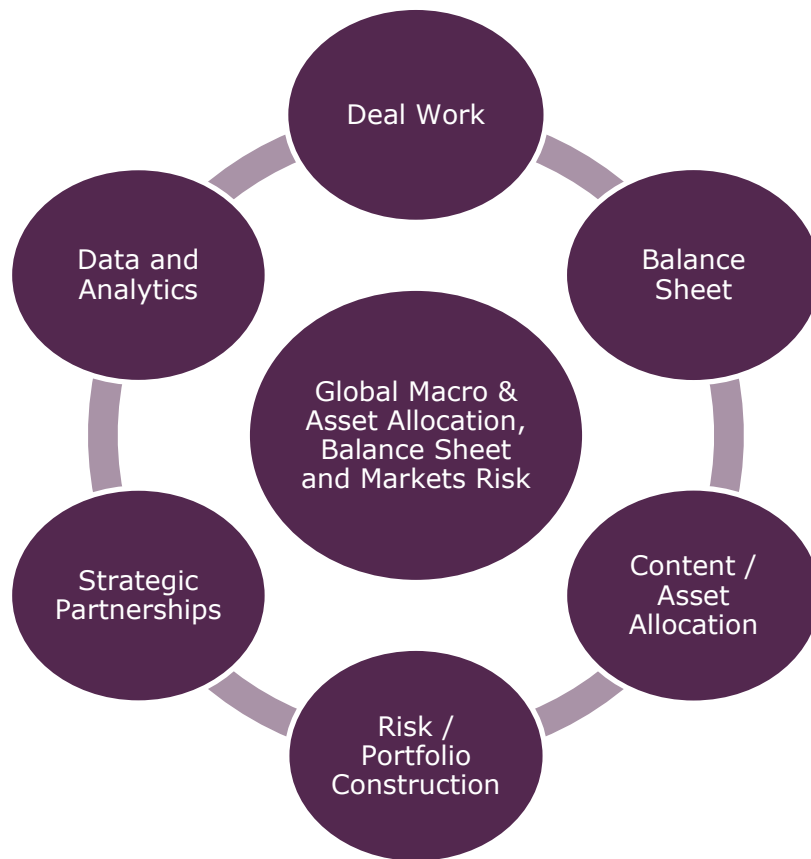 Deal Work
Data and
Analytics
Balance
Sheet
Global Macro &
Asset Allocation,
Balance Sheet
and Markets Risk
Strategic
Partnerships
Content /
Asset
Allocation
Risk /
Portfolio
Construction